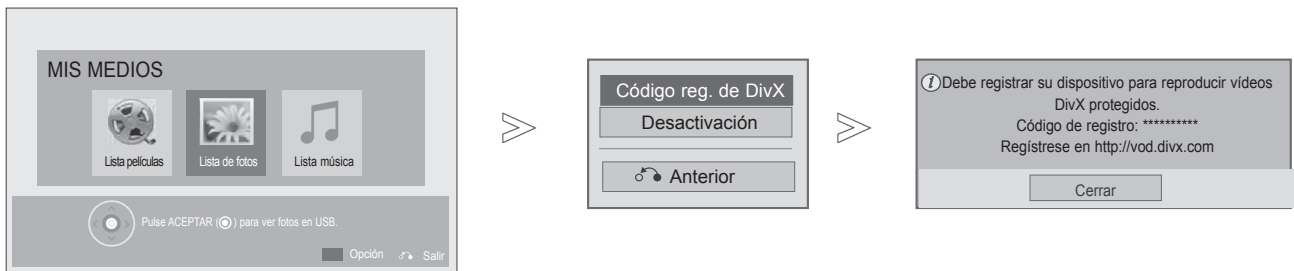 MIS MEDIOS
Lista películas
Lista de fotos
Lista música
Pulse ACEPTAR ( ) para ver fotos en USB.
Opción
Salir
Código reg. de DivX
Desactivación
Anterior
Debe registrar su dispositivo para reproducir vídeos
DivX protegidos.
Código de registro: **********
Regístrese en http://vod.divx.com
Cerrar